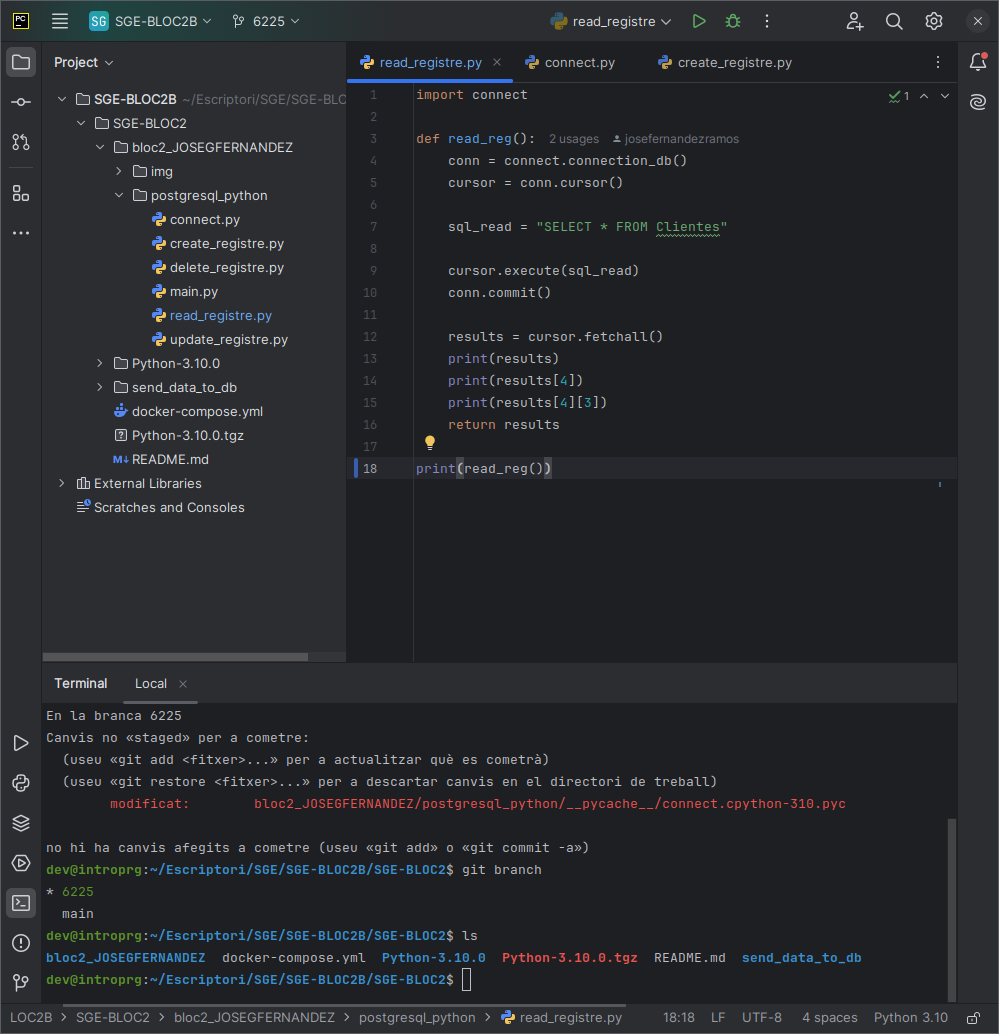 PC SG SGE-BLOC2B 6225 read_registre
Project
SGE-BLOC2B ~/Escriptori/SGE/SGE-BLOC
SGE-BLOC2
bloc2_JOSEGFERNANDEZ
img
postgresql_python
connect.py
create_registre.py
delete_registre.py
main.py
read_registre.py
update_registre.py
Python-3.10.0
send_data_to_db
docker-compose.yml
Python-3.10.0.tgz
M↓ README.md
External Libraries
Scratches and Consoles
read_registre.py connect.py create_registre.py
1 import connect 1
2
3 def read_reg(): 2 usages josefernandezramos
4 conn = connect.connection_db()
5 cursor = conn.cursor()
6
7 sql_read = "SELECT * FROM Clientes"
8
9 cursor.execute(sql_read)
10 conn.commit()
11
12 results = cursor.fetchall()
13 print(results)
14 print(results[4])
15 print(results[4][3])
16 return results
17
18 print(read_reg())
Terminal Local
En la branca 6225
Canvis no «staged» per a cometre:
(useu «git add <fitxer>...» per a actualitzar què es cometrà)
(useu «git restore <fitxer>...» per a descartar canvis en el directori de treball)
modificat: bloc2_JOSEGFERNANDEZ/postgresql_python/__pycache__/connect.cpython-310.pyc
no hi ha canvis afegits a cometre (useu «git add» o «git commit -a»)
dev@introprg:~/Escriptori/SGE/SGE-BLOC2B/SGE-BLOC2$ git branch
* 6225
main
dev@introprg:~/Escriptori/SGE/SGE-BLOC2B/SGE-BLOC2$ ls
bloc2_JOSEGFERNANDEZ docker-compose.yml Python-3.10.0 Python-3.10.0.tgz README.md send_data_to_db
dev@introprg:~/Escriptori/SGE/SGE-BLOC2B/SGE-BLOC2$
LOC2B > SGE-BLOC2 > bloc2_JOSEGFERNANDEZ > postgresql_python > read_registre.py 18:18 LF UTF-8 4 spaces Python 3.10